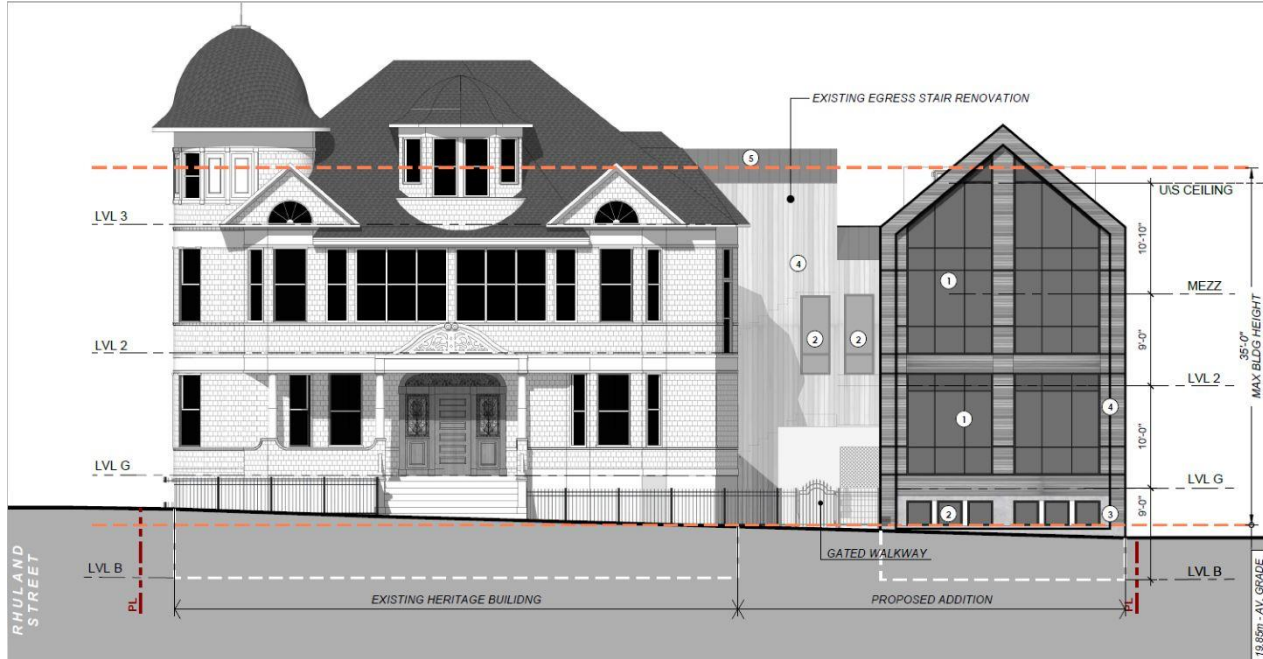 EXISTING EGRESS STAIR RENOVATION
5
U\S CEILING
LVL 3
10'-10"
4
1
MEZZ
35'-0"
MAX BLDG HEIGHT
2
2
9'-0"
LVL 2
LVL 2
4
1
10'-0"
LVL G
LVL G
2
3
9'-0"
GATED WALKWAY
LVL B
LVL B
RHULAND
STREET
PL
EXISTING HERITAGE BUILIDNG
PROPOSED ADDITION
PL
19.85m - AV. GRADE